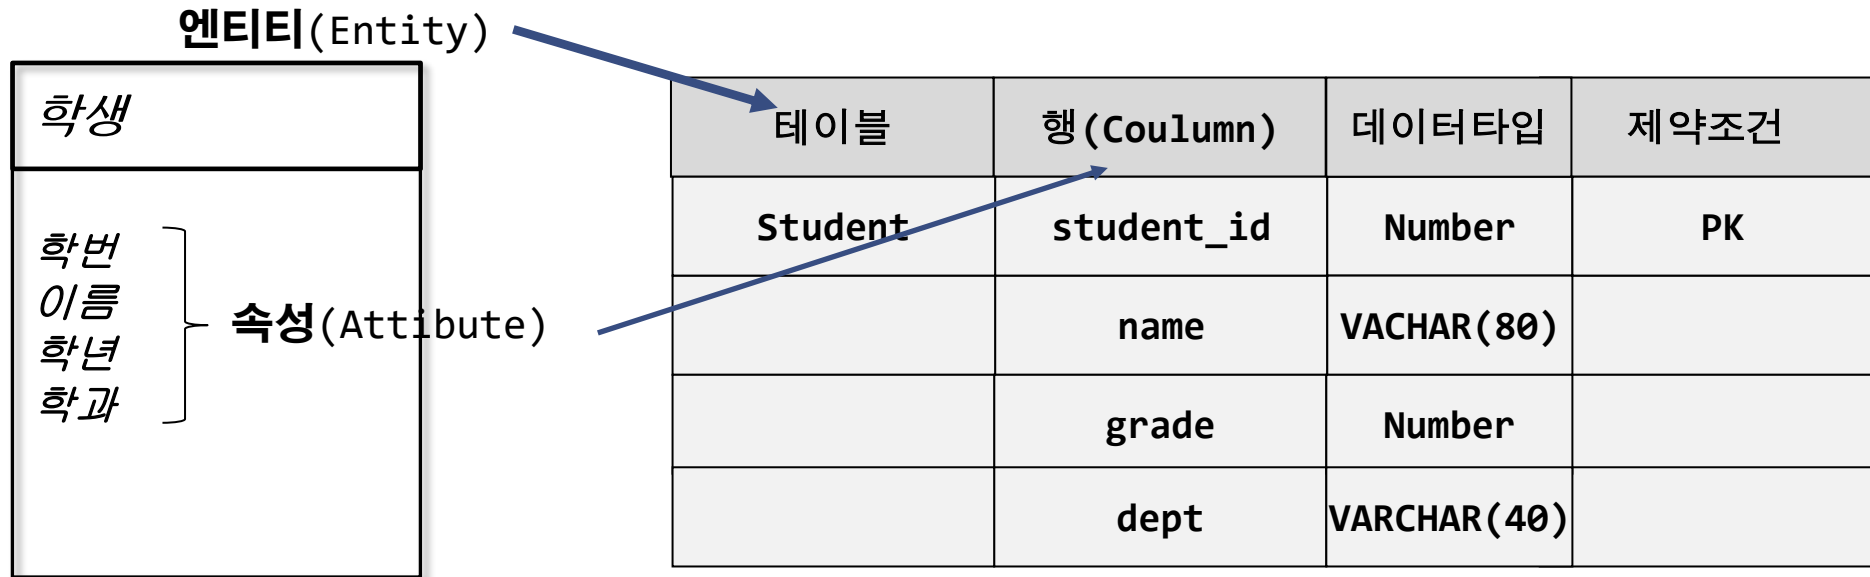 엔티티(Entity)
학생
학번
이름
학년
학과
속성(Attibute)
테이블 행(Coulumn) 데이터타입 제약조건
Student student_id Number PK
name VACHAR(80)
grade Number
dept VARCHAR(40)